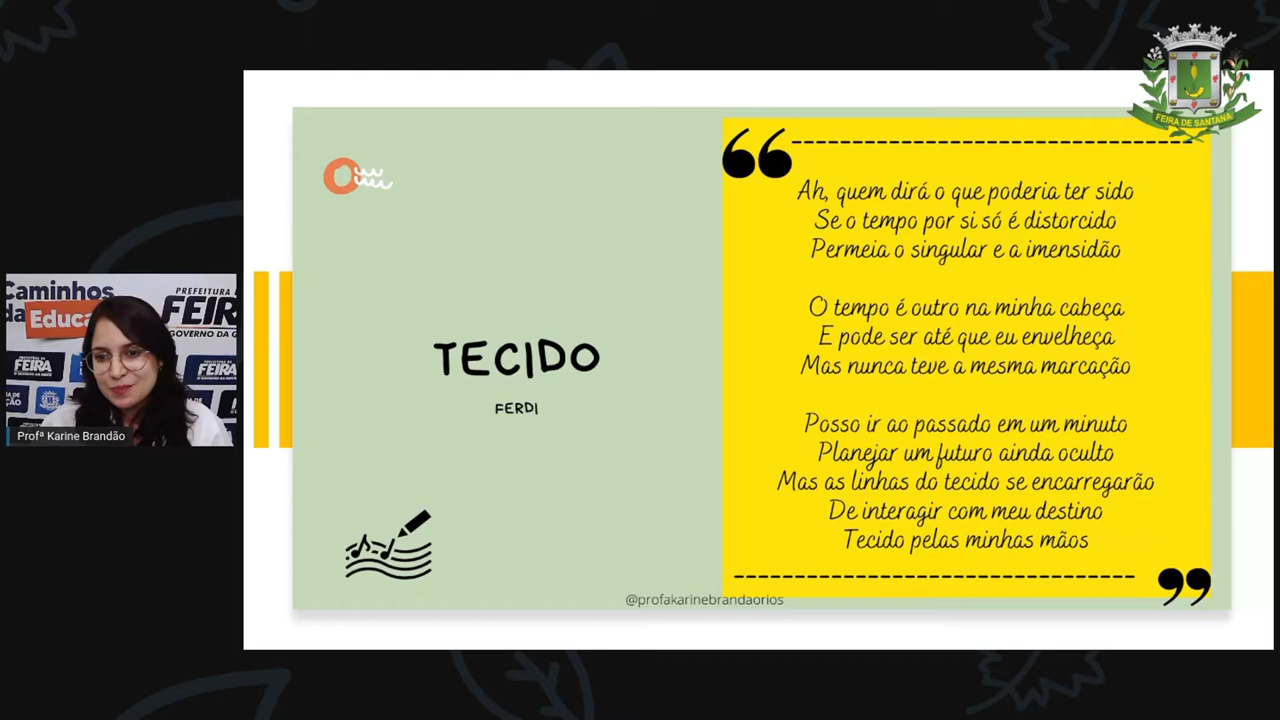 FEIRA DE SANTANA
Ah, quem dirá o que poderia ter sido
Se o tempo por si só é distorcido
Permeia o singular e a imensidão
O tempo é outro na minha cabeça
E pode ser até que eu envelheça
Mas nunca teve a mesma marcação
Posso ir ao passado em um minuto
Planejar um futuro ainda oculto
Mas as linhas do tecido se encarregarão
De interagir com meu destino
Tecido pelas minhas mãos
TECIDO
FERDI
@profakarinebrandaorios
Caminhos
da Educa
PREFEITURA
FEIR
GOVERNO DA
FEIRA
FEIRA
Profª Karine Brandão